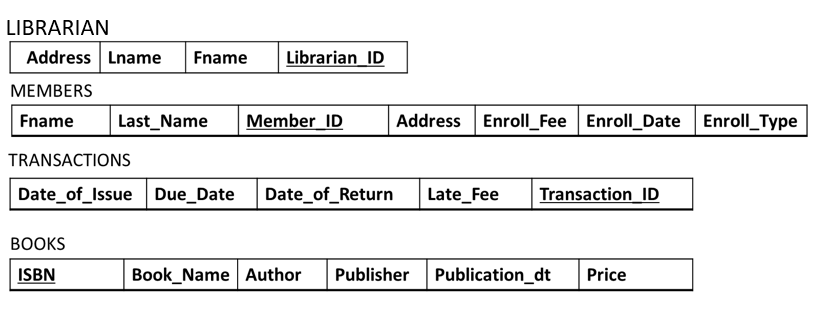 LIBRARIAN
Address Lname Fname Librarian_ID
MEMBERS
Fname Last_Name Member_ID Address Enroll_Fee Enroll_Date Enroll_Type
TRANSACTIONS
Date_of_Issue Due_Date Date_of_Return Late_Fee Transaction_ID
BOOKS
ISBN Book_Name Author Publisher Publication_dt Price